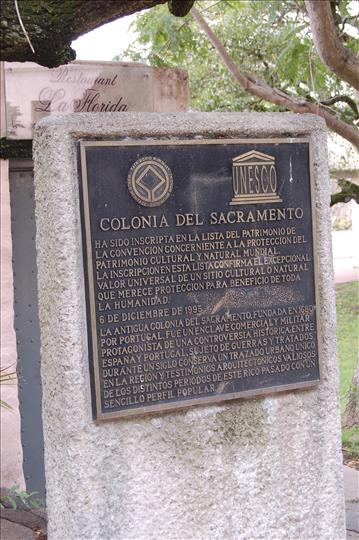 Restaurant
La Florida
UNESCO
COLONIA DEL SACRAMENTO
HA SIDO INSCRIPTA EN LA LISTA DEL PATRIMONIO DE
LA CONVENCION CONCERNIENTE A LA PROTECCION DEL
PATRIMONIO CULTURAL Y NATURAL MUNDIAL.
LA INSCRIPCION EN ESTA LISTA CONFIRMA EL EXCEPCIONAL
VALOR UNIVERSAL DE UN SITIO CULTURAL O NATURAL
QUE MERECE PROTECCION PARA BENEFICIO DE TODA
LA HUMANIDAD.
6 DE DICIEMBRE DE 1995
LA ANTIGUA COLONIA DEL SACRAMENTO, FUNDADA EN 1680
POR PORTUGAL, FUE UN ENCLAVE COMERCIAL Y MILITAR
PROTAGONISTA DE UNA CONTROVERSIA HISTORICA ENTRE
ESPAÑA Y PORTUGAL, SUJETO DE GUERRAS Y TRATADOS
DURANTE UN SIGLO CONSERVA UN TRAZADO URBANO UNICO
EN LA REGION Y TESTIMONIOS ARQUITECTONICOS VALIOSOS
DE LOS DISTINTOS PERIODOS DE ESTE RICO PASADO CON UN
SENCILLO PERFIL POPULAR.